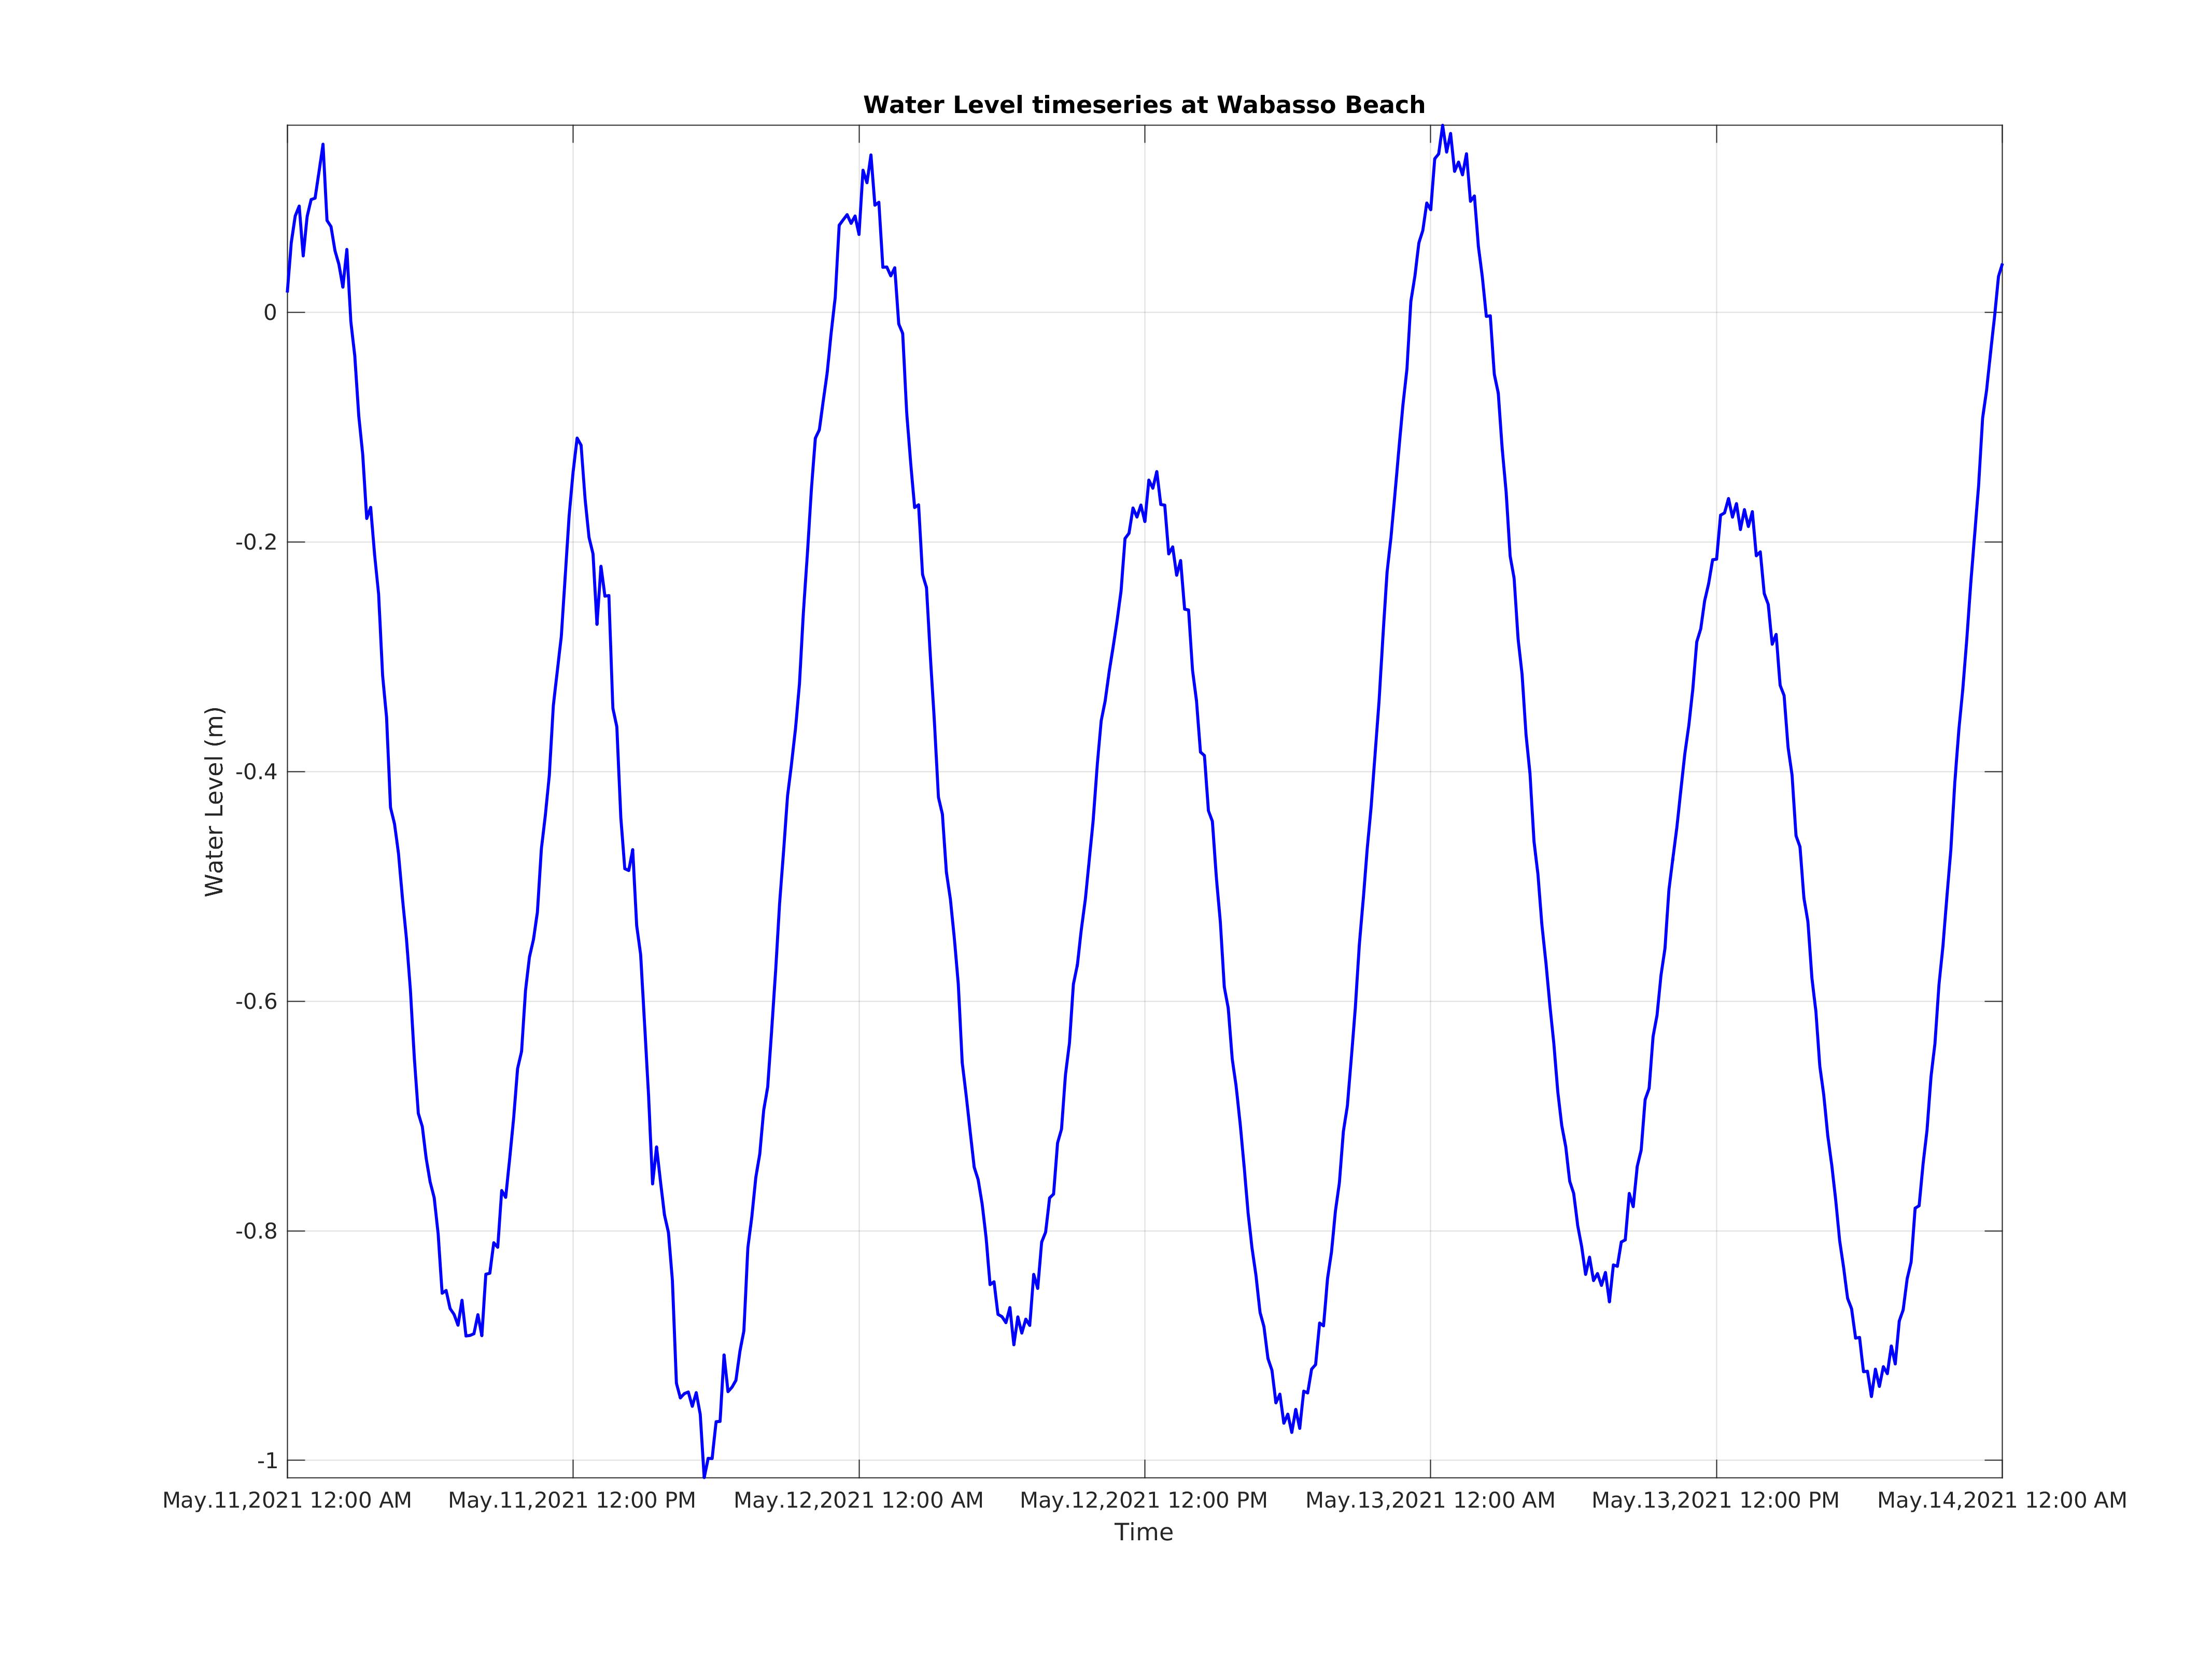 Water Level timeseries at Wabasso Beach
0
-0.2
-0.4
-0.6
-0.8
-1
Water Level (m)
May.11,2021 12:00 AM May.11,2021 12:00 PM May.12,2021 12:00 AM May.12,2021 12:00 PM May.13,2021 12:00 AM May.13,2021 12:00 PM May.14,2021 12:00 AM
Time